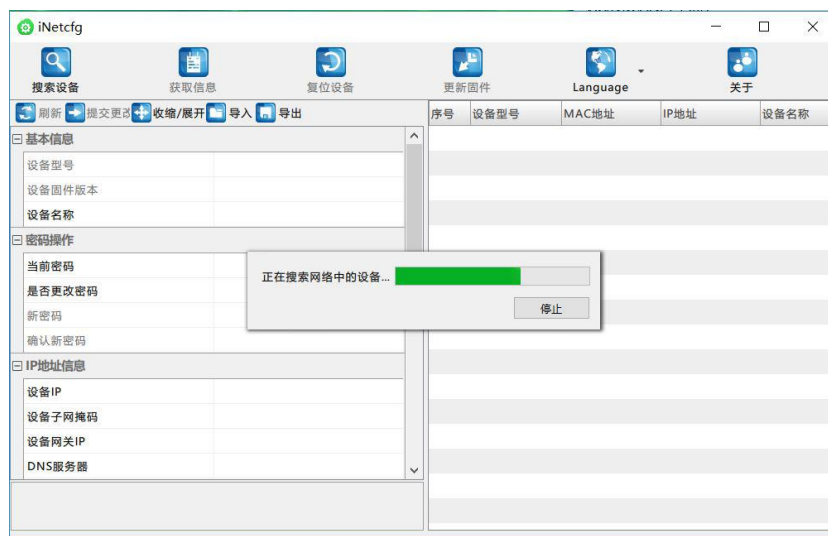 iNetcfg
搜索设备 获取信息 复位设备 更新固件 Language 关于
刷新 提交更改 收缩/展开 导入 导出
序号 设备型号 MAC地址 IP地址 设备名称
基本信息
设备型号
设备固件版本
设备名称
密码操作
当前密码
是否更改密码
新密码
确认新密码
正在搜索网络中的设备...
停止
IP地址信息
设备IP
设备子网掩码
设备网关IP
DNS服务器